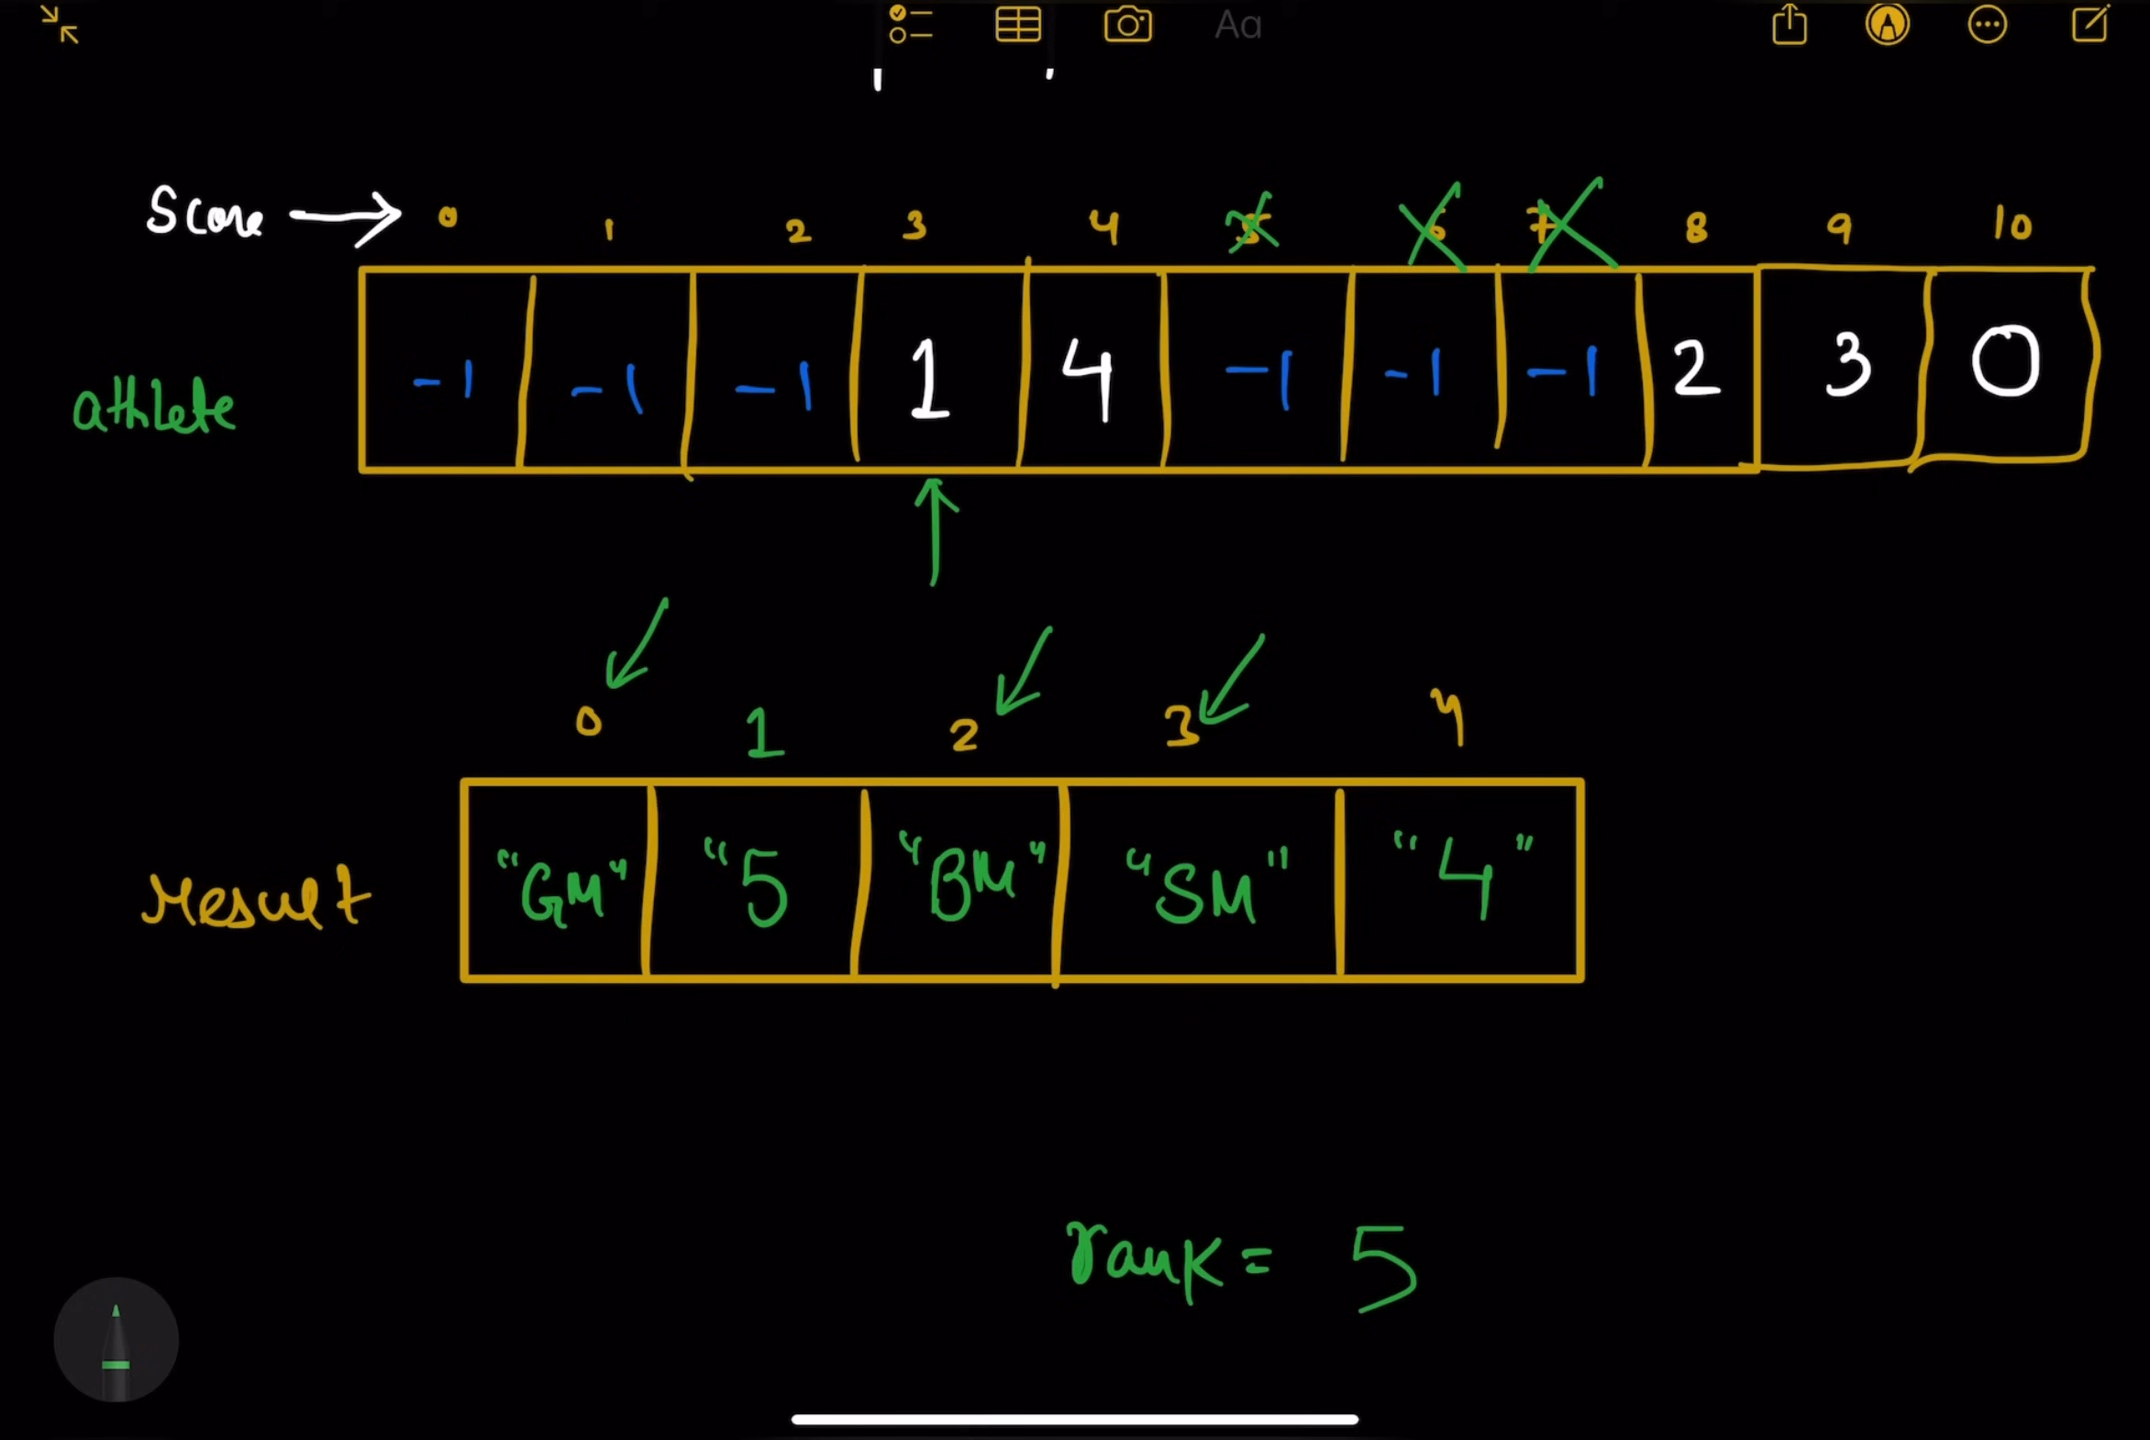 Aa
Score → 0 1 2 3 4 5 6 7 8 9 10
athlete -1 -1 -1 1 4 -1 -1 -1 2 3 0
0 1 2 3 4
result "GM" "5 "BM" "SM" "4"
rank = 5